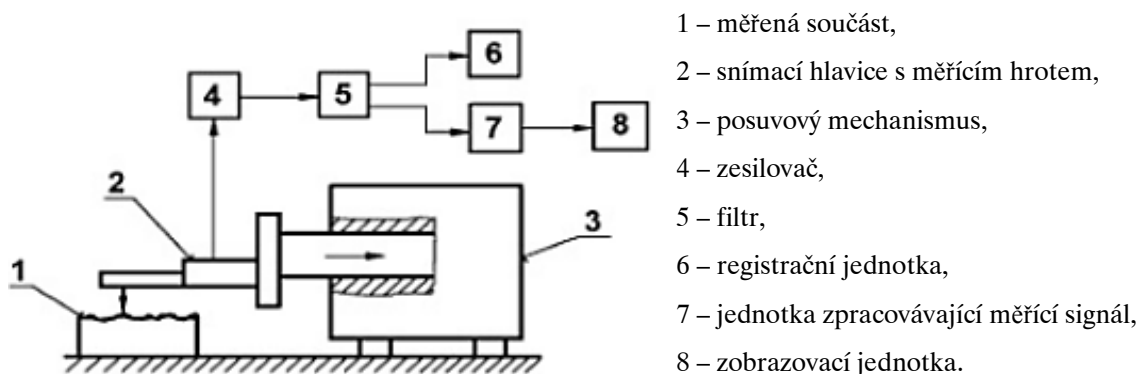 6
4
5
7
8
2
3
1
1 – měřená součást,
2 – snímací hlavice s měřícím hrotem,
3 – posuvový mechanismus,
4 – zesilovač,
5 – filtr,
6 – registrační jednotka,
7 – jednotka zpracovávající měřící signál,
8 – zobrazovací jednotka.